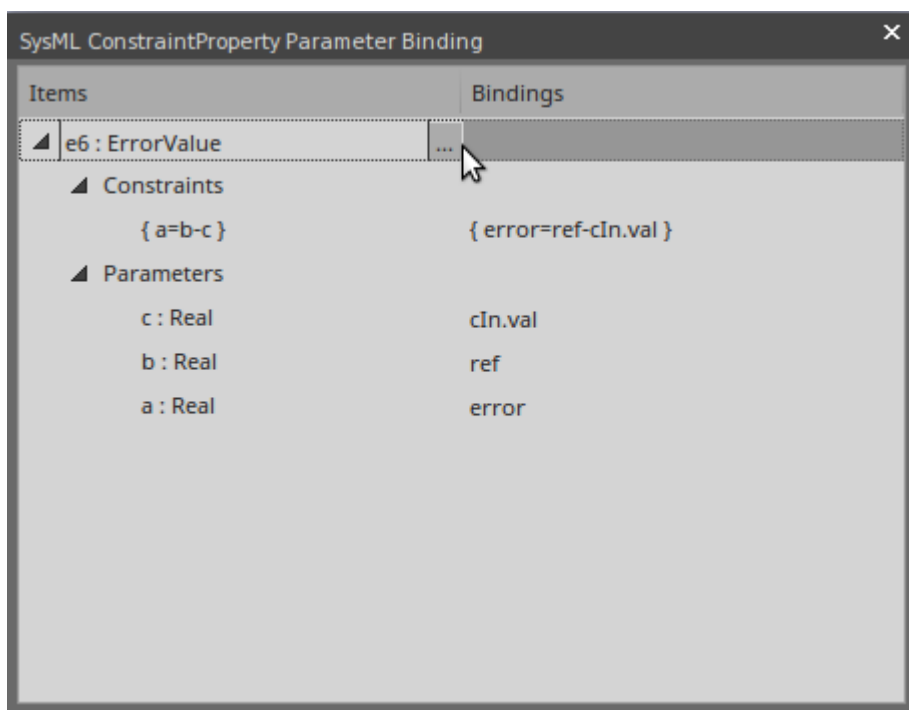 SysML ConstraintProperty Parameter Binding
Items Bindings
e6 : ErrorValue ...
Constraints
{ a=b-c } { error=ref-cIn.val }
Parameters
c : Real cIn.val
b : Real ref
a : Real error